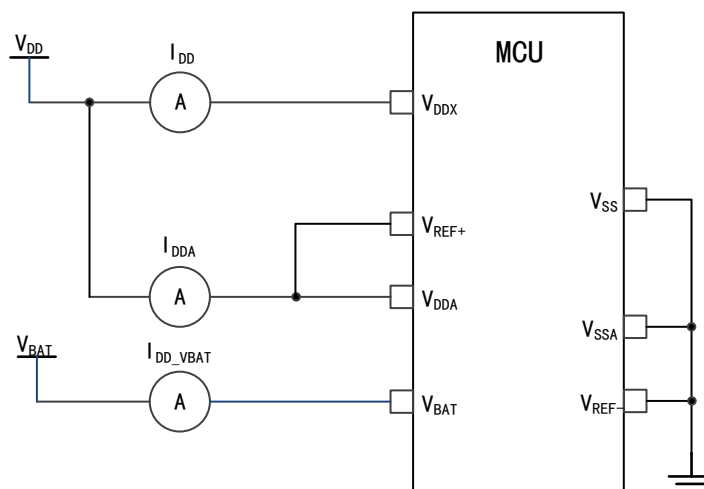 VDD
IDD
MCU
A
VDDX
VSS
VREF+
IDDA
A
VDDA
VSSA
VBAT
IDD_VBAT
A
VBAT
VREF-